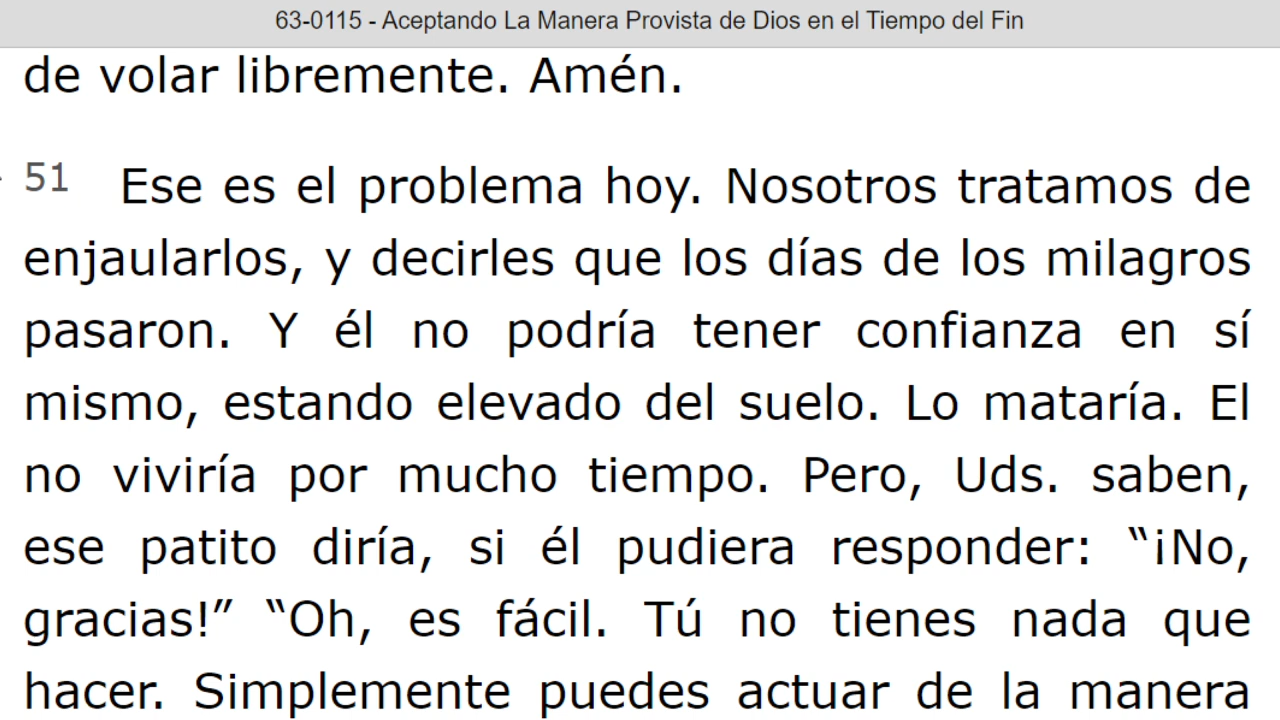 63-0115 - Aceptando La Manera Provista de Dios en el Tiempo del Fin
de volar libremente. Amén.
51 Ese es el problema hoy. Nosotros tratamos de
enjaularlos, y decirles que los días de los milagros
pasaron. Y él no podría tener confianza en sí
mismo, estando elevado del suelo. Lo mataría. El
no viviría por mucho tiempo. Pero, Uds. saben,
ese patito diría, si él pudiera responder: “¡No,
gracias!” “Oh, es fácil. Tú no tienes nada que
hacer. Simplemente puedes actuar de la manera